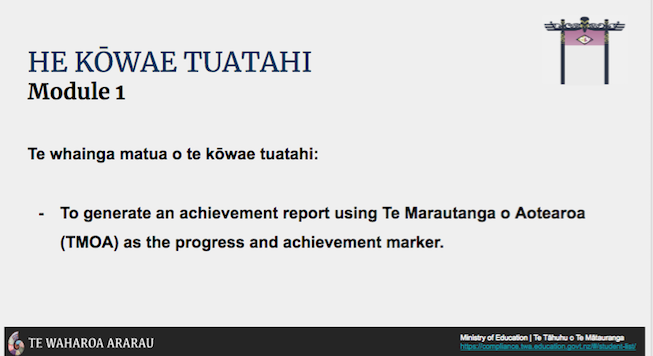 HE KŌWAE TUATAHI
Module 1
Te whainga matua o te kōwae tuatahi:
- To generate an achievement report using Te Marautanga o Aotearoa
(TMOA) as the progress and achievement marker.
TE WAHAROA ARARAU
Ministry of Education | Te Tāhuhu o Te Mātauranga
https://compliance.twa.education.govt.nz/#/student-list/